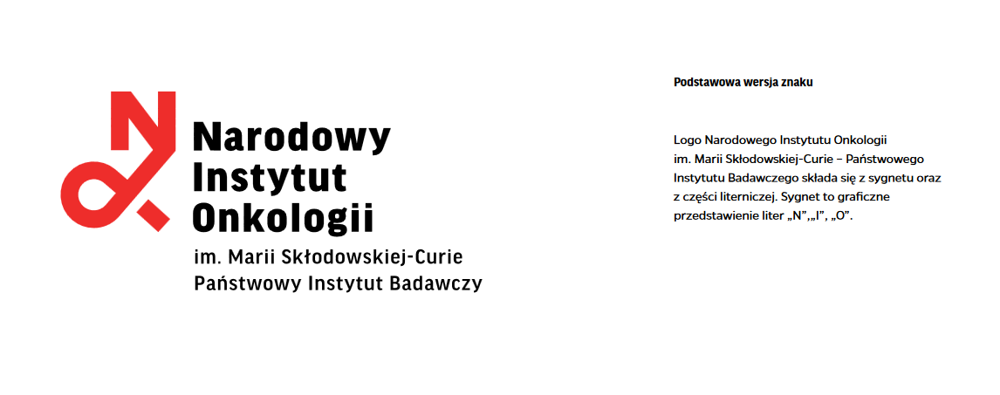 Narodowy
Instytut
Onkologii
im. Marii Skłodowskiej-Curie
Państwowy Instytut Badawczy
Podstawowa wersja znaku
Logo Narodowego Instytutu Onkologii
im. Marii Skłodowskiej-Curie – Państwowego
Instytutu Badawczego składa się z sygnetu oraz
z części literniczej. Sygnet to graficzne
przedstawienie liter „N”,„I”, „O”.